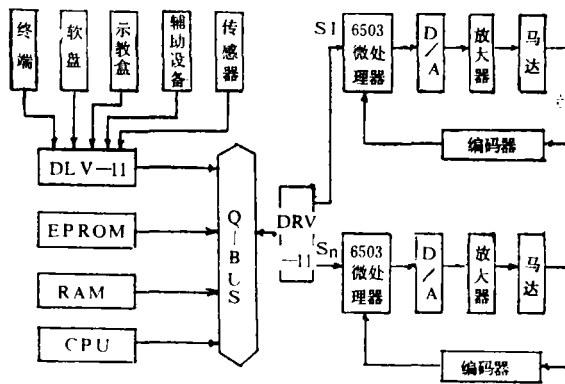 终端
软盘
示教盒
辅助设备
传感器
DLV-11
EPROM
RAM
CPU
Q-BUS
DRV-11
S1
6503微处理器
D/A
放大器
马达
编码器
Sn
6503微处理器
D/A
放大器
马达
编码器